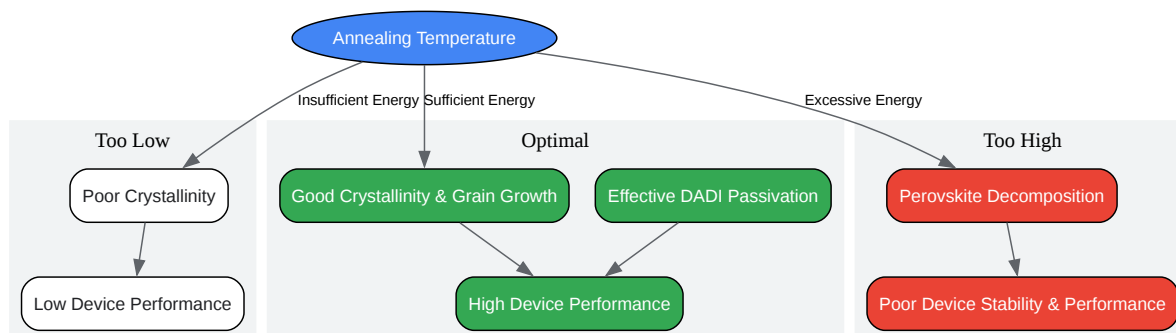 Annealing Temperature
Insufficient Energy
Sufficient Energy
Excessive Energy
Too Low
Optimal
Too High
Poor Crystallinity
Good Crystallinity & Grain Growth
Effective DADI Passivation
Perovskite Decomposition
Low Device Performance
High Device Performance
Poor Device Stability & Performance